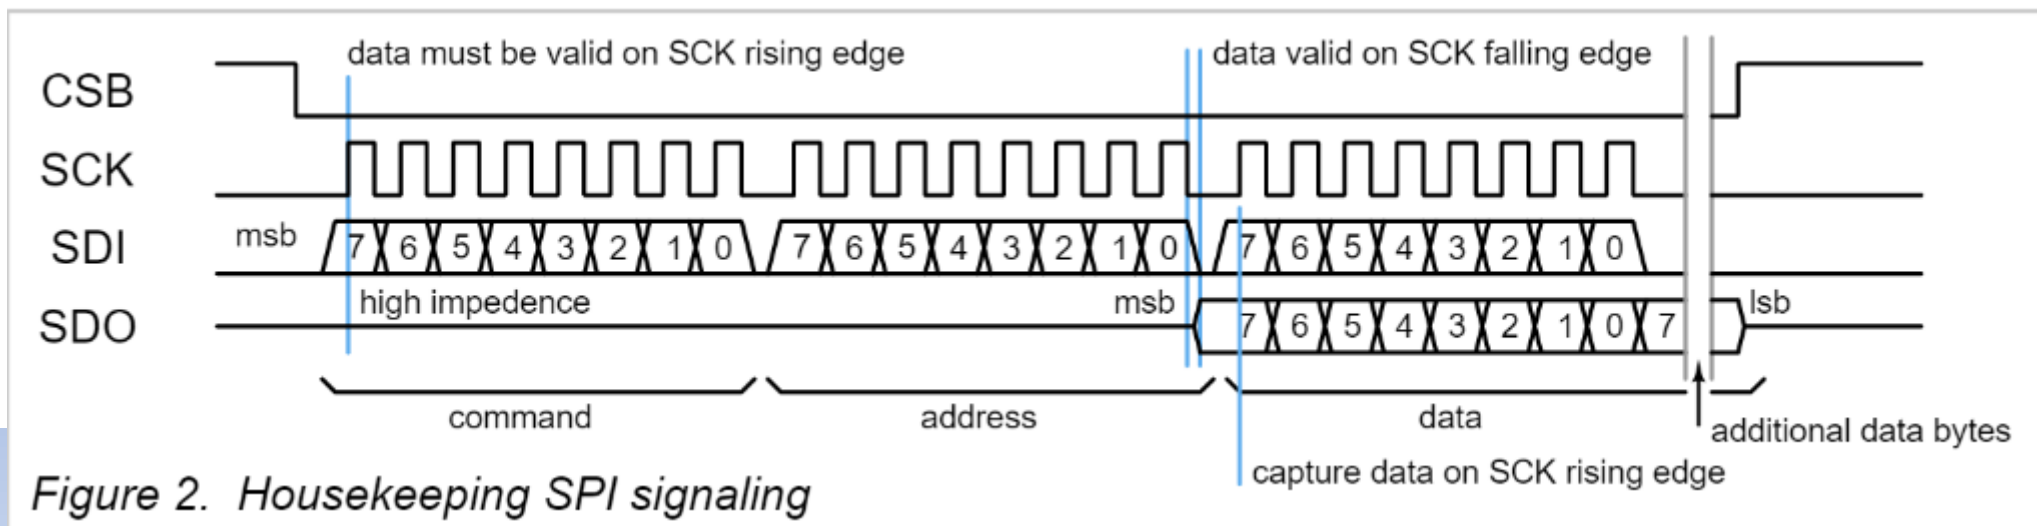 data must be valid on SCK rising edge data valid on SCK falling edge
CSB
SCK
msb
SDI 7 6 5 4 3 2 1 0 7 6 5 4 3 2 1 0 7 6 5 4 3 2 1 0
high impedence msb lsb
SDO 7 6 5 4 3 2 1 0 7
command address data
additional data bytes
capture data on SCK rising edge
Figure 2. Housekeeping SPI signaling